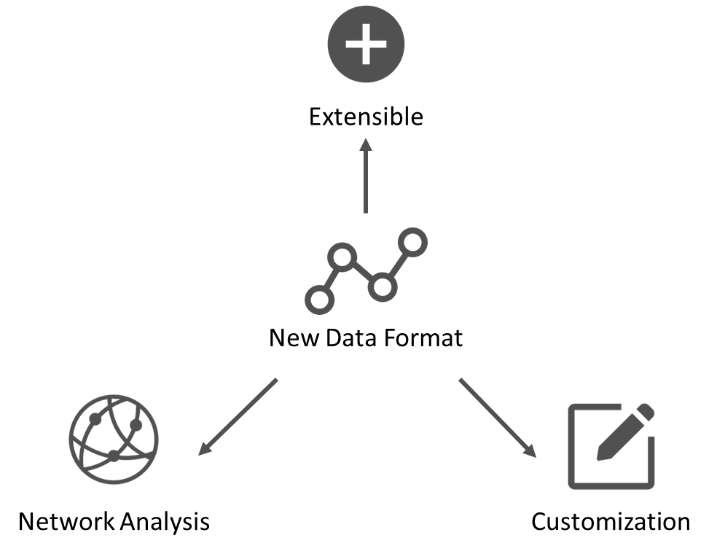 Extensible
New Data Format
Network Analysis
Customization